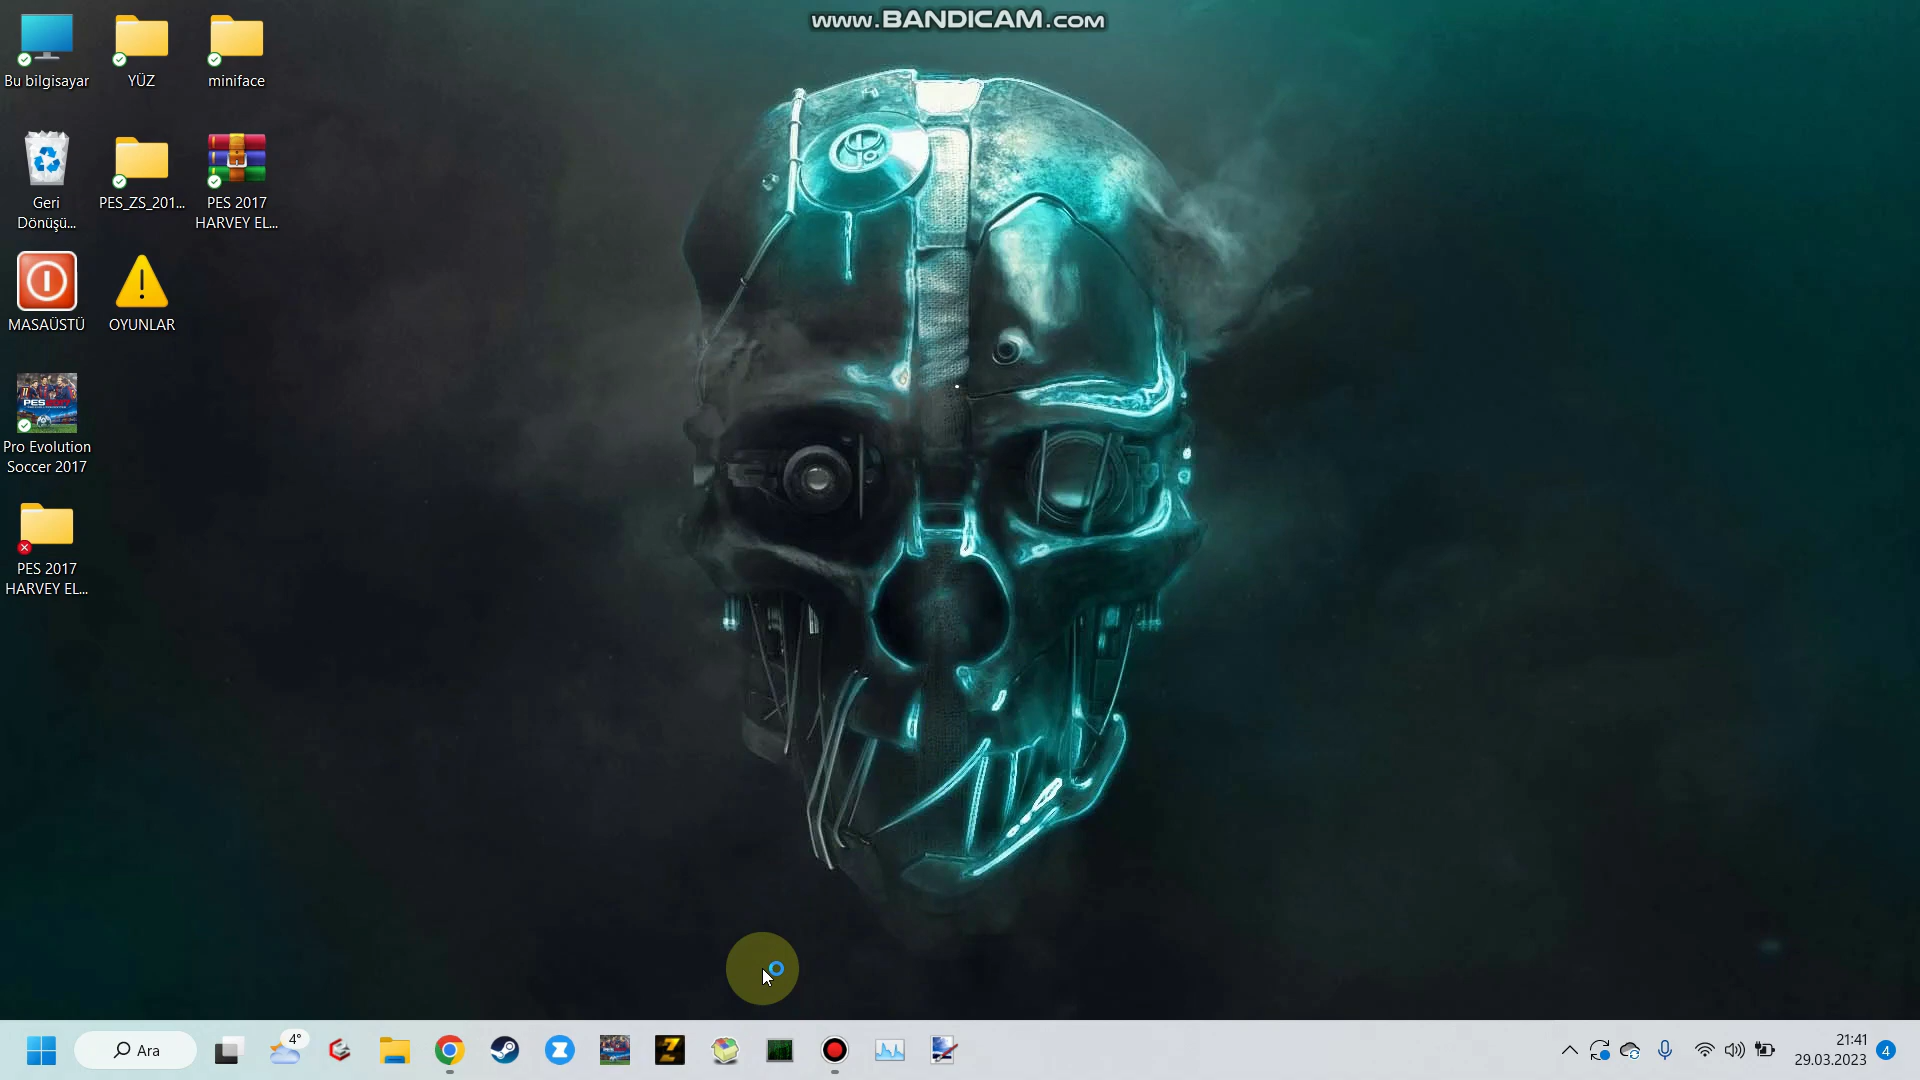 www.BANDICAM.com
Bu bilgisayar
YÜZ
miniface
Geri
Dönüşü...
PES_ZS_201...
PES 2017
HARVEY EL...
MASAÜSTÜ
OYUNLAR
Pro Evolution
Soccer 2017
PES 2017
HARVEY EL...
Ara
4°
21:41
29.03.2023
4